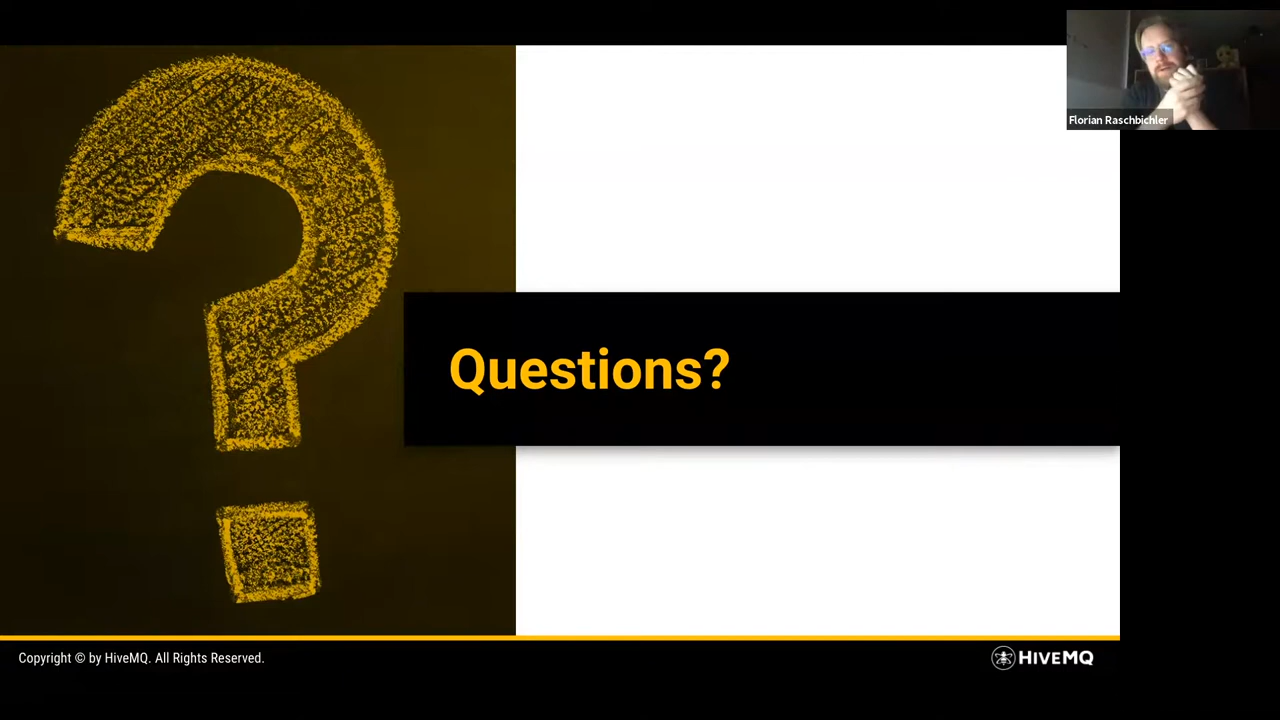 Florian Raschbichler
Questions?
Copyright © by HiveMQ. All Rights Reserved.
HIVEMQ